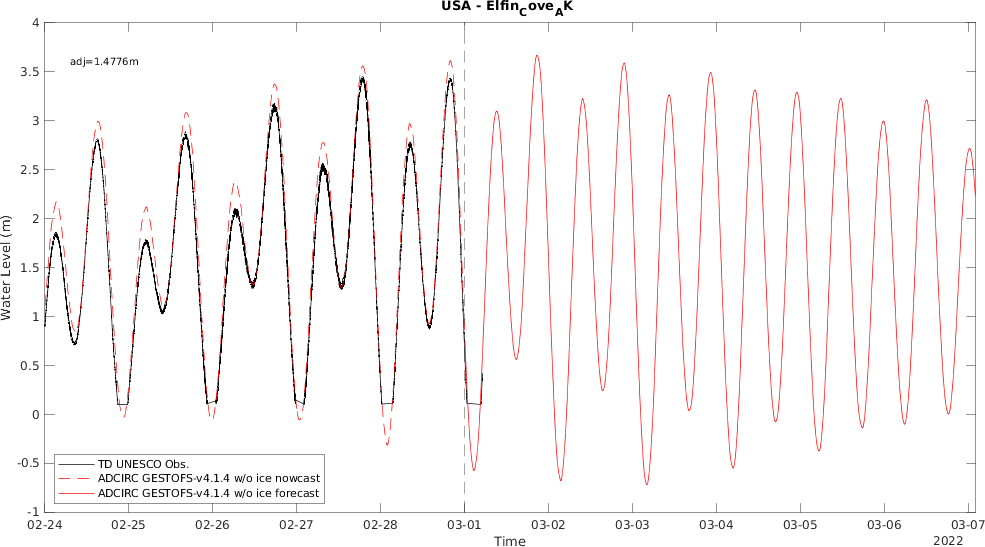 USA - Elfin_Cove_AK
4
adj=1.4776m
3.5
3
2.5
2
1.5
1
0.5
0
-0.5
-1
Water Level (m)
TD UNESCO Obs.
ADCIRC GESTOFS-v4.1.4 w/o ice nowcast
ADCIRC GESTOFS-v4.1.4 w/o ice forecast
02-24 02-25 02-26 02-27 02-28 03-01 03-02 03-03 03-04 03-05 03-06 03-07
Time
2022